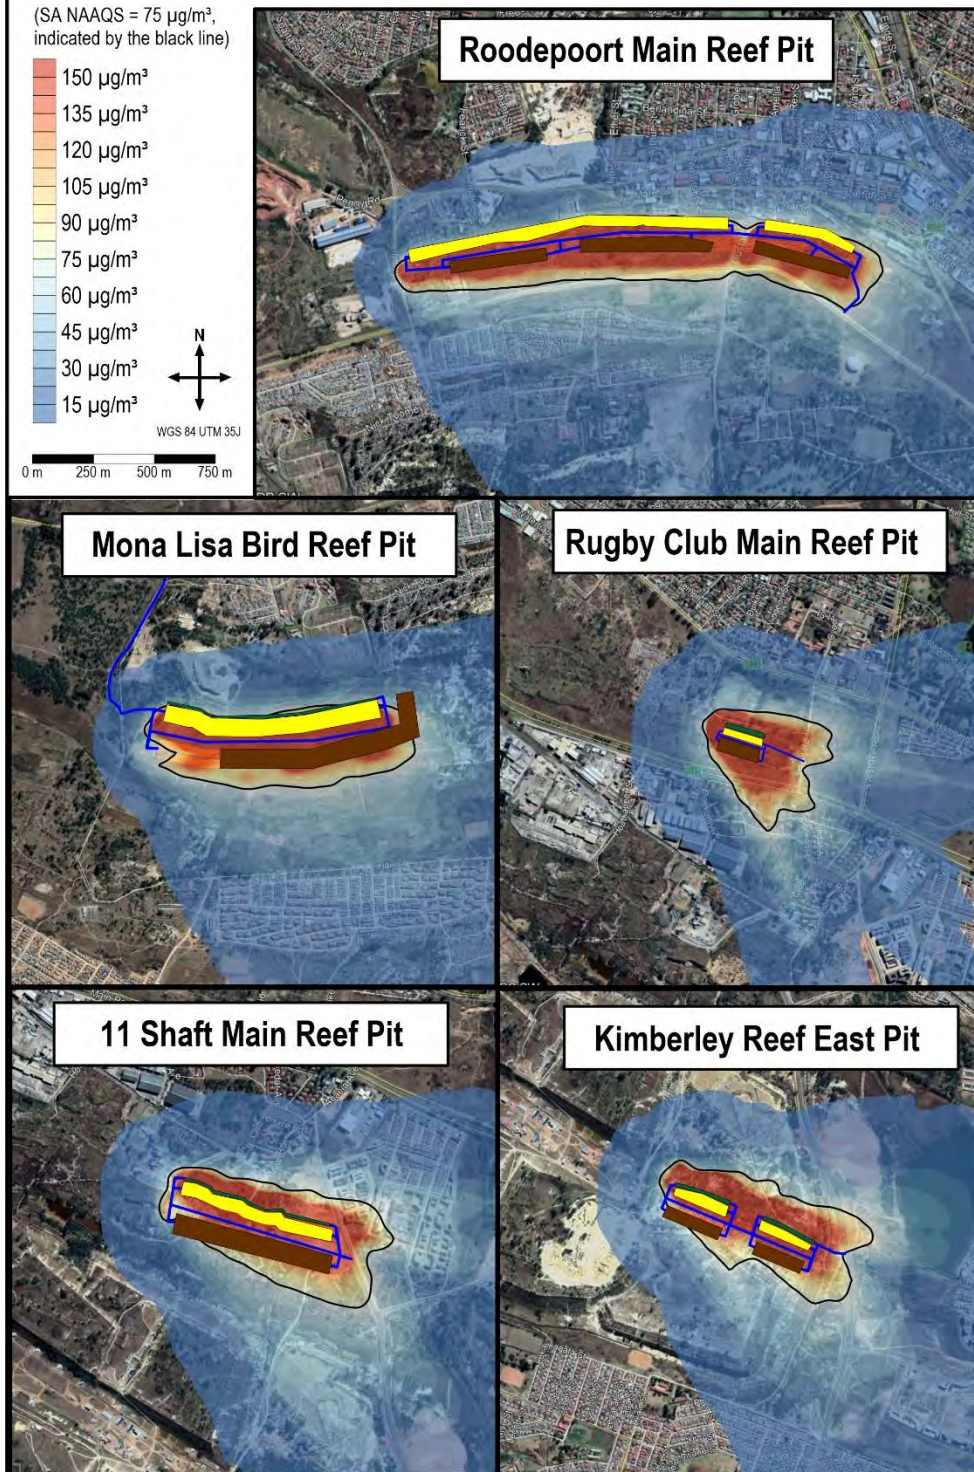 (SA NAAQS = 75 µg/m³,
indicated by the black line)
150 µg/m³
135 µg/m³
120 µg/m³
105 µg/m³
90 µg/m³
75 µg/m³
60 µg/m³
45 µg/m³
30 µg/m³
15 µg/m³
N
WGS 84 UTM 35J
0 m 250 m 500 m 750 m
Roodepoort Main Reef Pit
Penny Rd
Mona Lisa Bird Reef Pit
Rugby Club Main Reef Pit
11 Shaft Main Reef Pit
Kimberley Reef East Pit